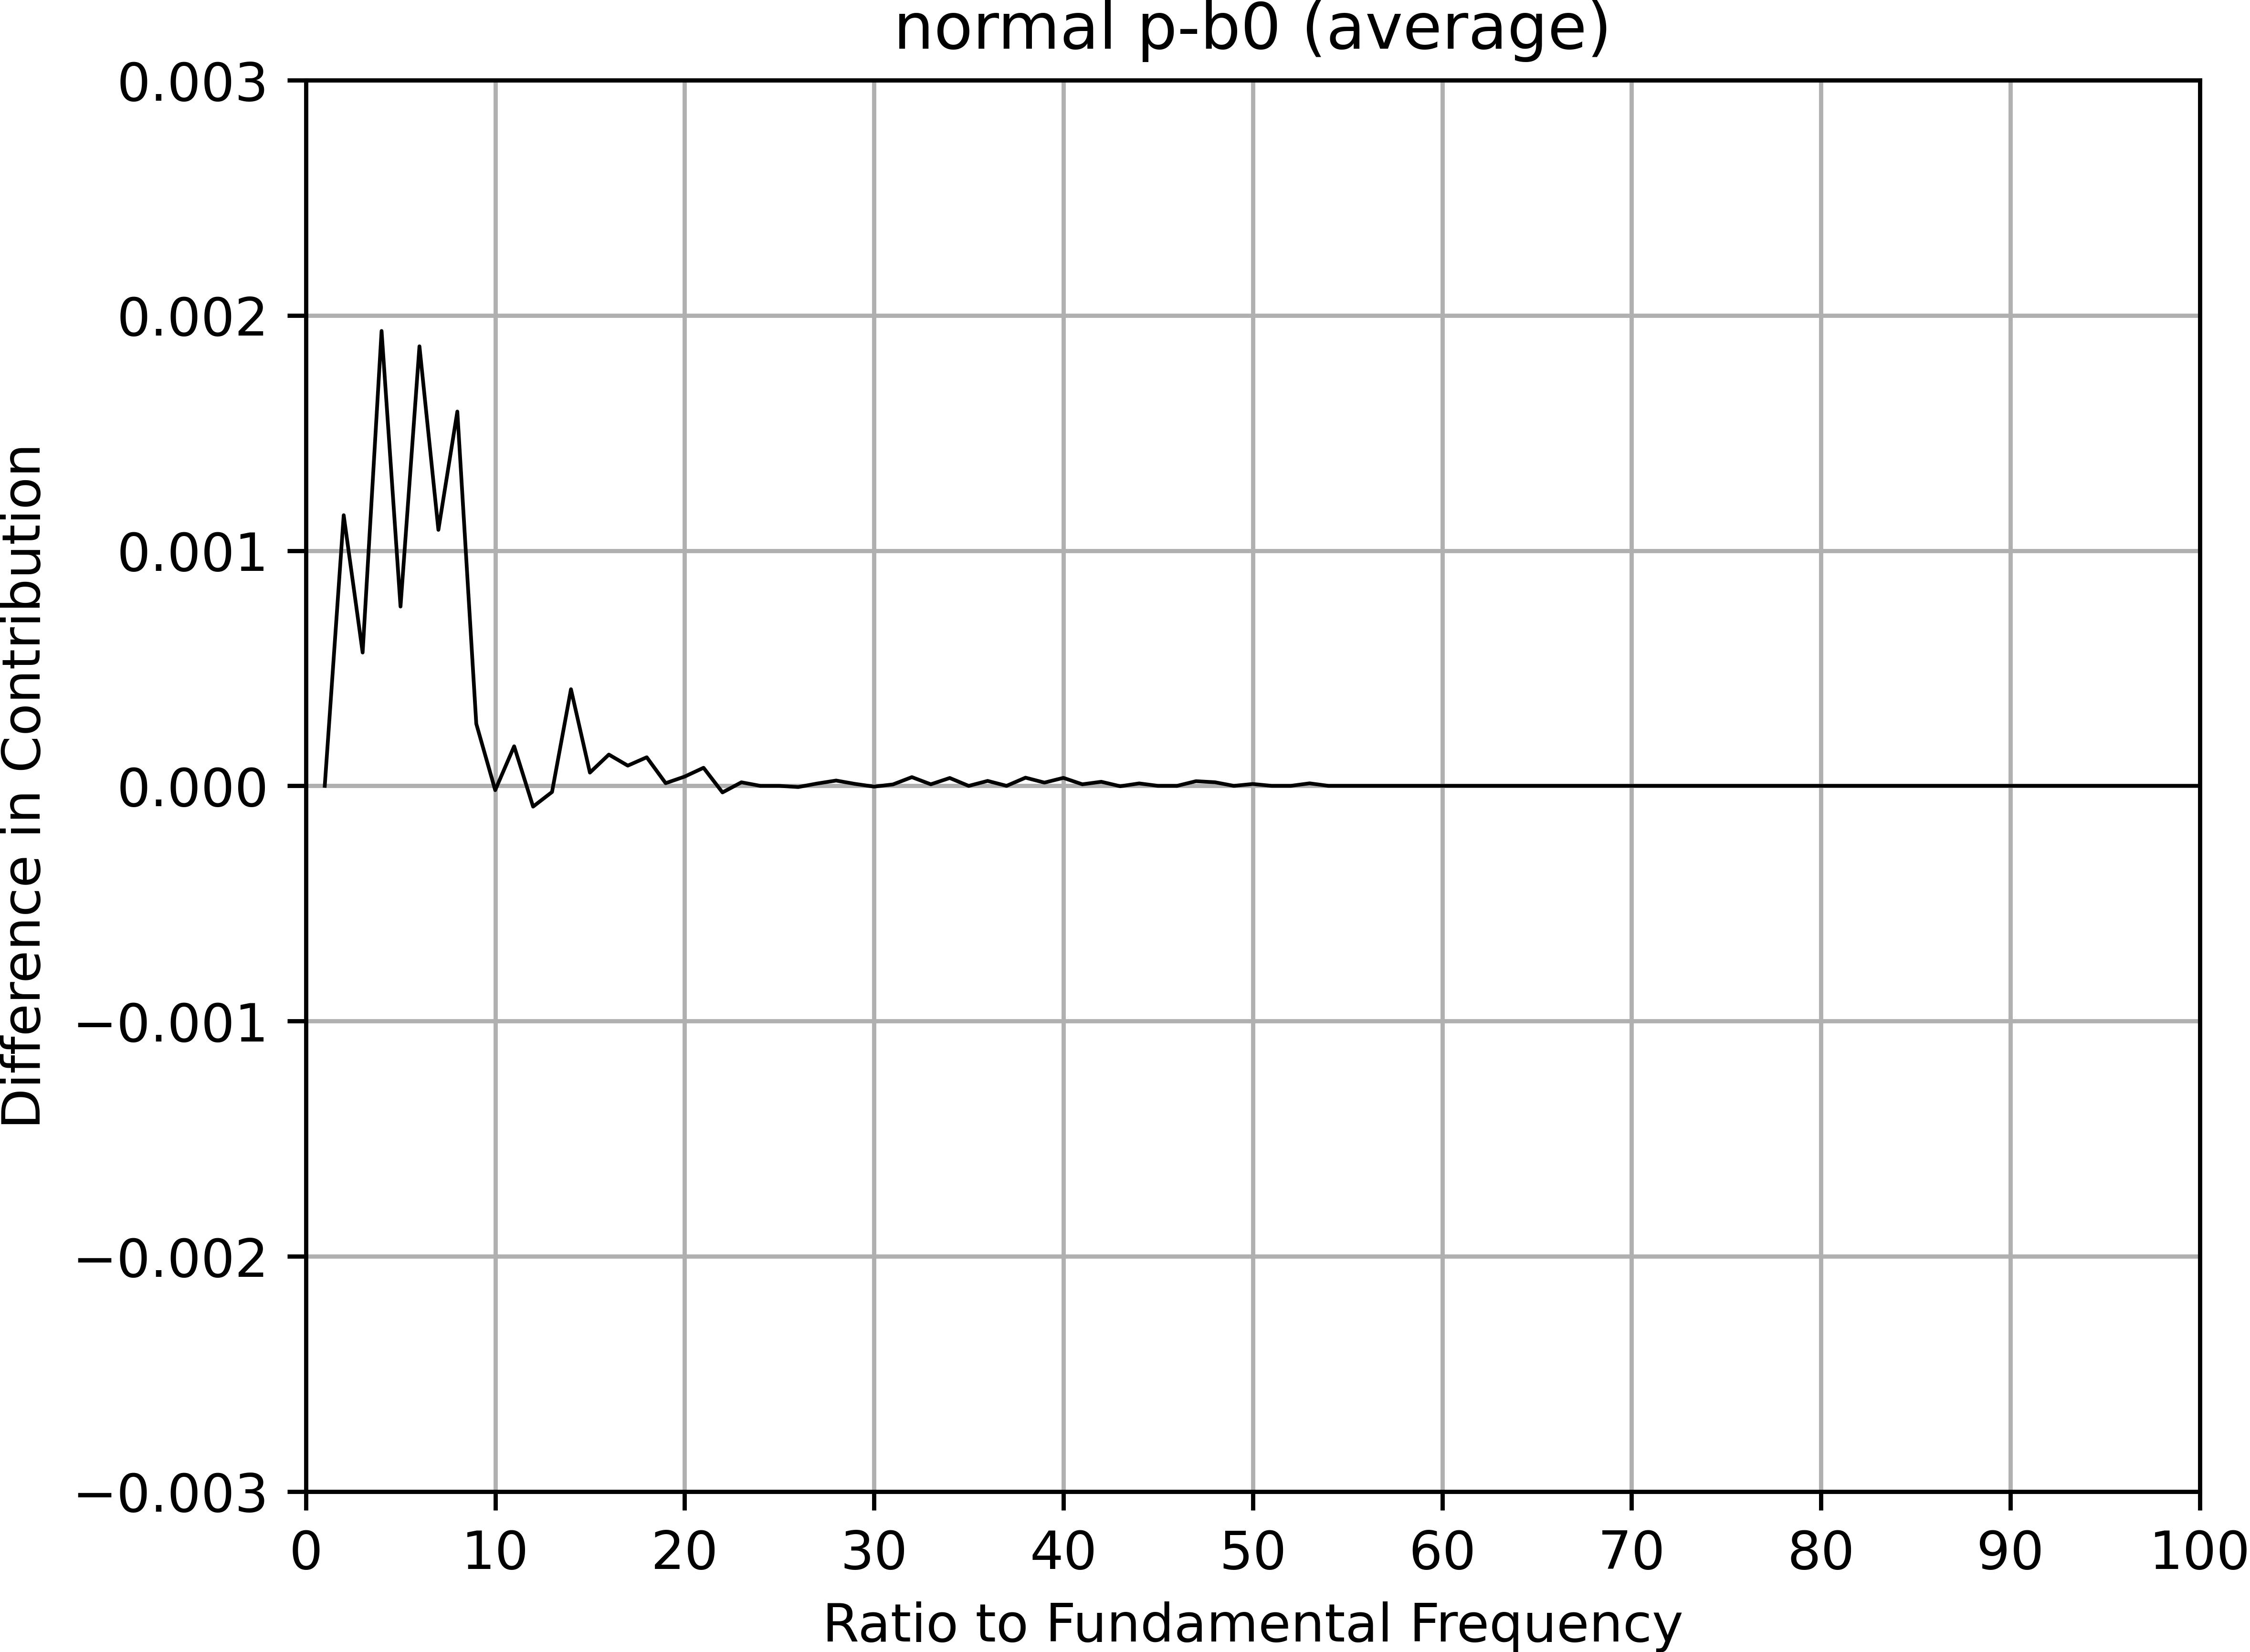 normal p-b0 (average)
0.003
0.002
0.001
0.000
−0.001
−0.002
−0.003
Difference in Contribution
0 10 20 30 40 50 60 70 80 90 100
Ratio to Fundamental Frequency